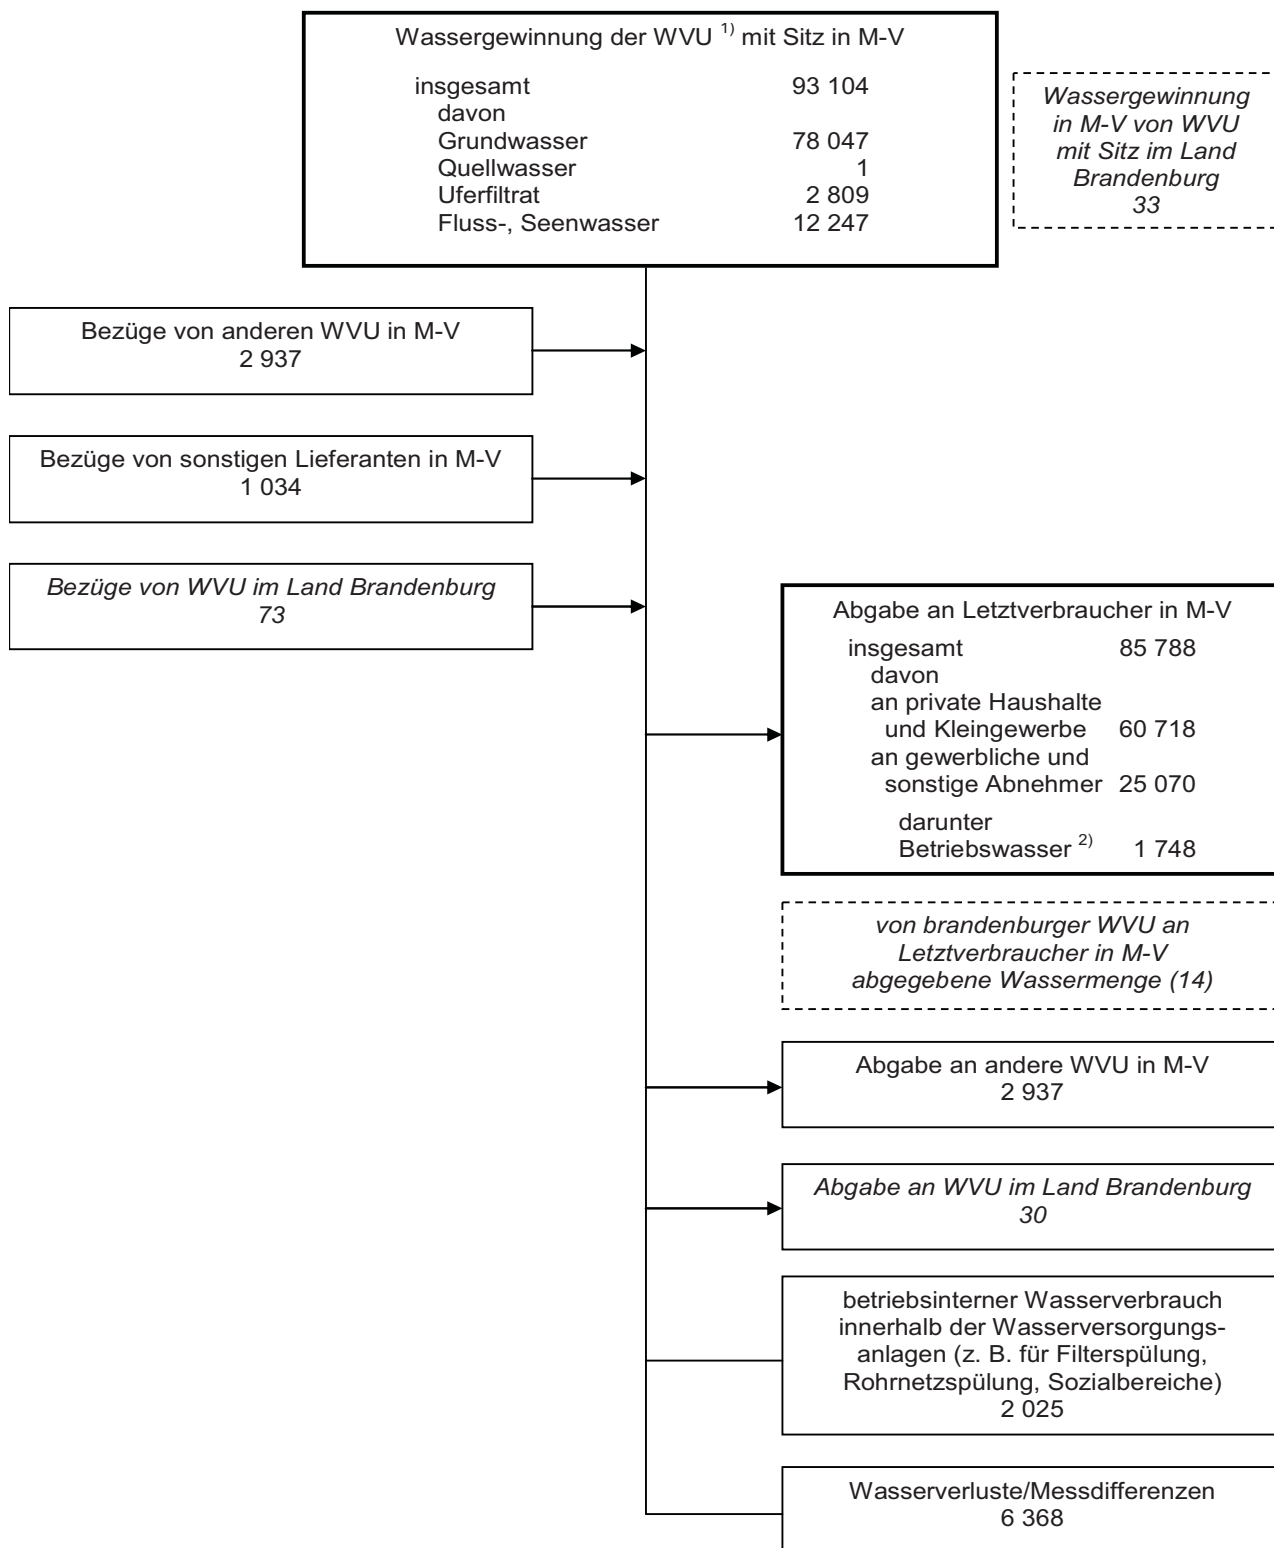 Wassergewinnung der WVU 1) mit Sitz in M-V
insgesamt 93 104
davon
Grundwasser 78 047
Quellwasser 1
Uferfiltrat 2 809
Fluss-, Seenwasser 12 247
Wassergewinnung
in M-V von WVU
mit Sitz im Land
Brandenburg
33
Bezüge von anderen WVU in M-V
2 937
Bezüge von sonstigen Lieferanten in M-V
1 034
Bezüge von WVU im Land Brandenburg
73
Abgabe an Letztverbraucher in M-V
insgesamt 85 788
davon
an private Haushalte
und Kleingewerbe 60 718
an gewerbliche und
sonstige Abnehmer 25 070
darunter
Betriebswasser 2) 1 748
von brandenburger WVU an
Letztverbraucher in M-V
abgegebene Wassermenge (14)
Abgabe an andere WVU in M-V
2 937
Abgabe an WVU im Land Brandenburg
30
betriebsinterner Wasserverbrauch
innerhalb der Wasserversorgungs-
anlagen (z. B. für Filterspülung,
Rohrnetzspülung, Sozialbereiche)
2 025
Wasserverluste/Messdifferenzen
6 368